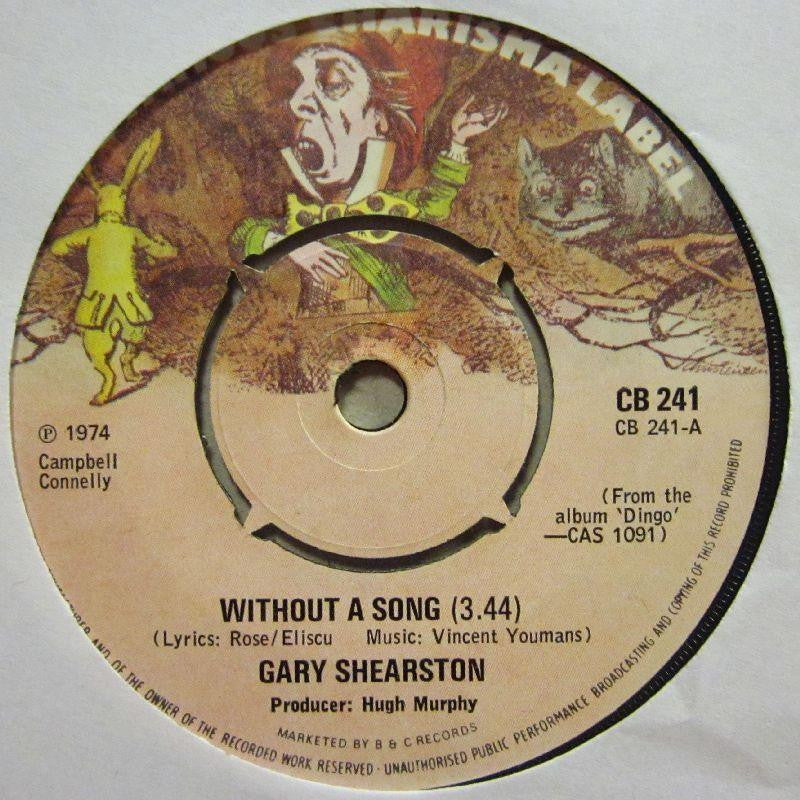 CHARISMA LABEL
Christensen
CB 241
CB 241-A
℗ 1974
Campbell
Connelly
(From the
album ‘Dingo’
—CAS 1091)
WITHOUT A SONG (3.44)
(Lyrics: Rose/Eliscu Music: Vincent Youmans)
GARY SHEARSTON
Producer: Hugh Murphy
MARKETED BY B & C RECORDS
AND OF THE OWNER OF THE RECORDED WORK RESERVED · UNAUTHORISED PUBLIC PERFORMANCE BROADCASTING AND COPYING OF THIS RECORD PROHIBITED